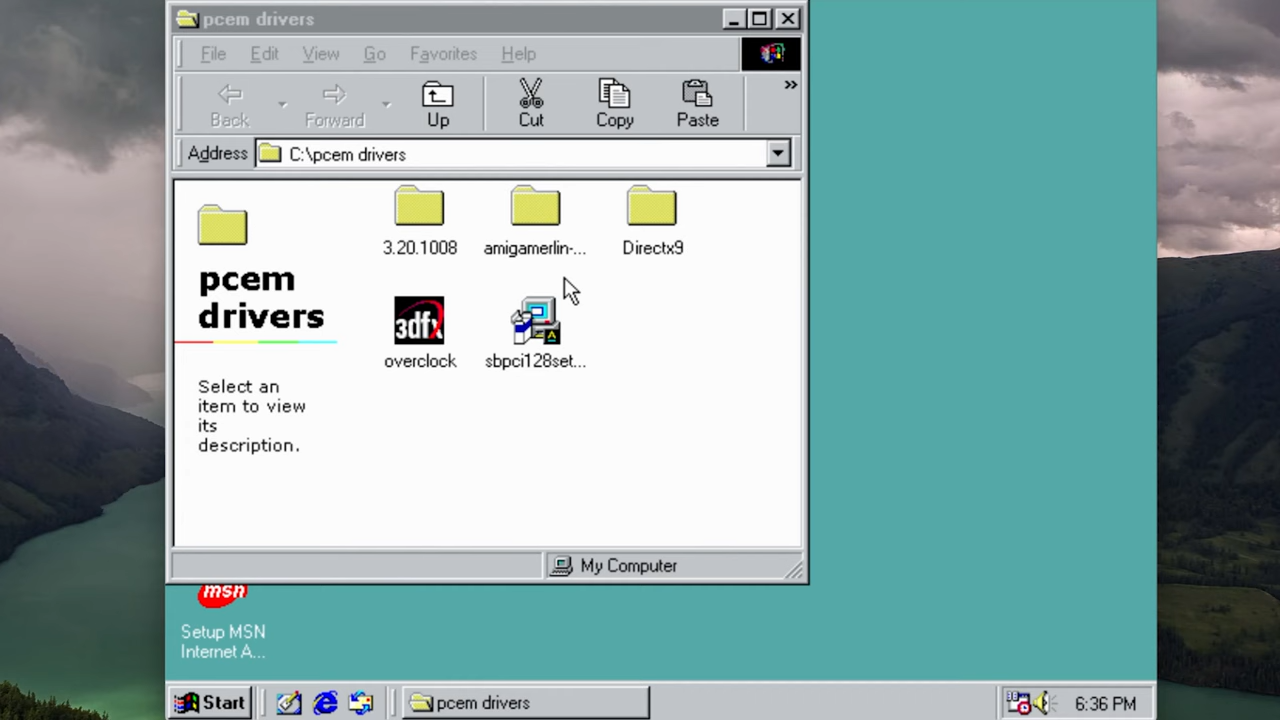 pcem drivers
File Edit View Go Favorites Help
Back Forward Up Cut Copy Paste »
Address C:\pcem drivers
3.20.1008 amigamerlin-... Directx9
pcem
drivers
3dfx
overclock sbpci128set...
Select an
item to view
its
description.
My Computer
msn
Setup MSN
Internet A...
Start pcem drivers 6:36 PM